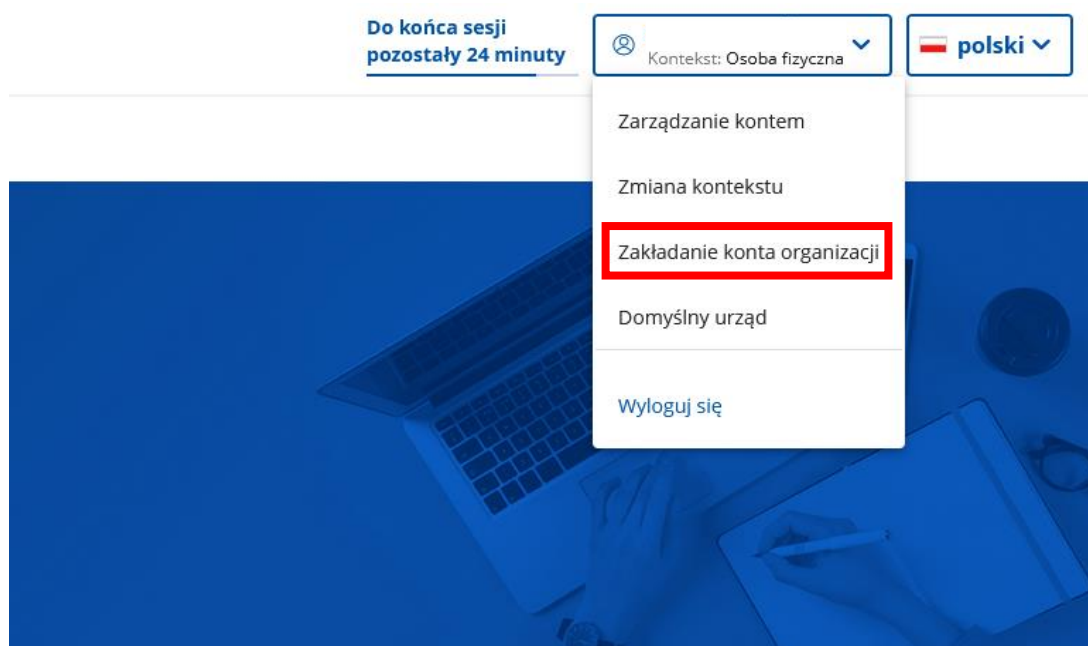 Do końca sesji
pozostały 24 minuty
Kontekst: Osoba fizyczna
polski
Zarządzanie kontem
Zmiana kontekstu
Zakładanie konta organizacji
Domyślny urząd
Wyloguj się